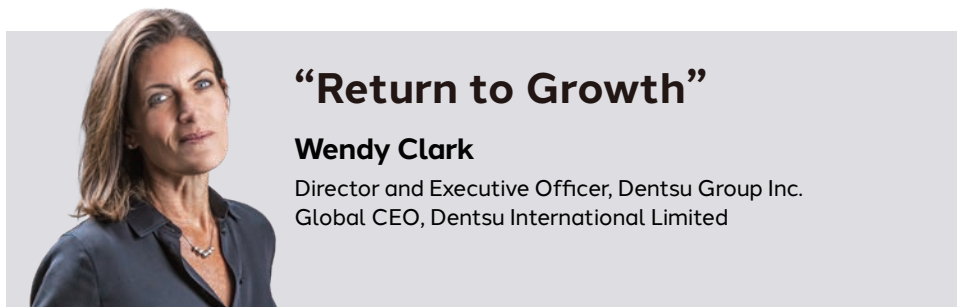 “Return to Growth”
Wendy Clark
Director and Executive Officer, Dentsu Group Inc.
Global CEO, Dentsu International Limited